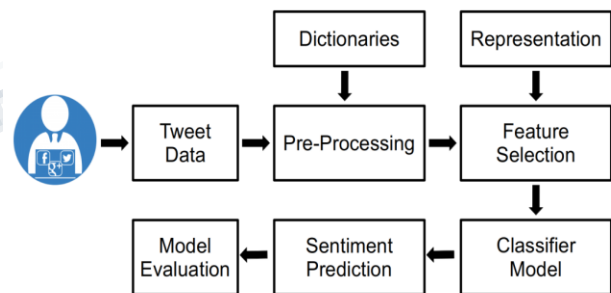 Dictionaries
Representation
Tweet
Data
Pre-Processing
Feature
Selection
Model
Evaluation
Sentiment
Prediction
Classifier
Model